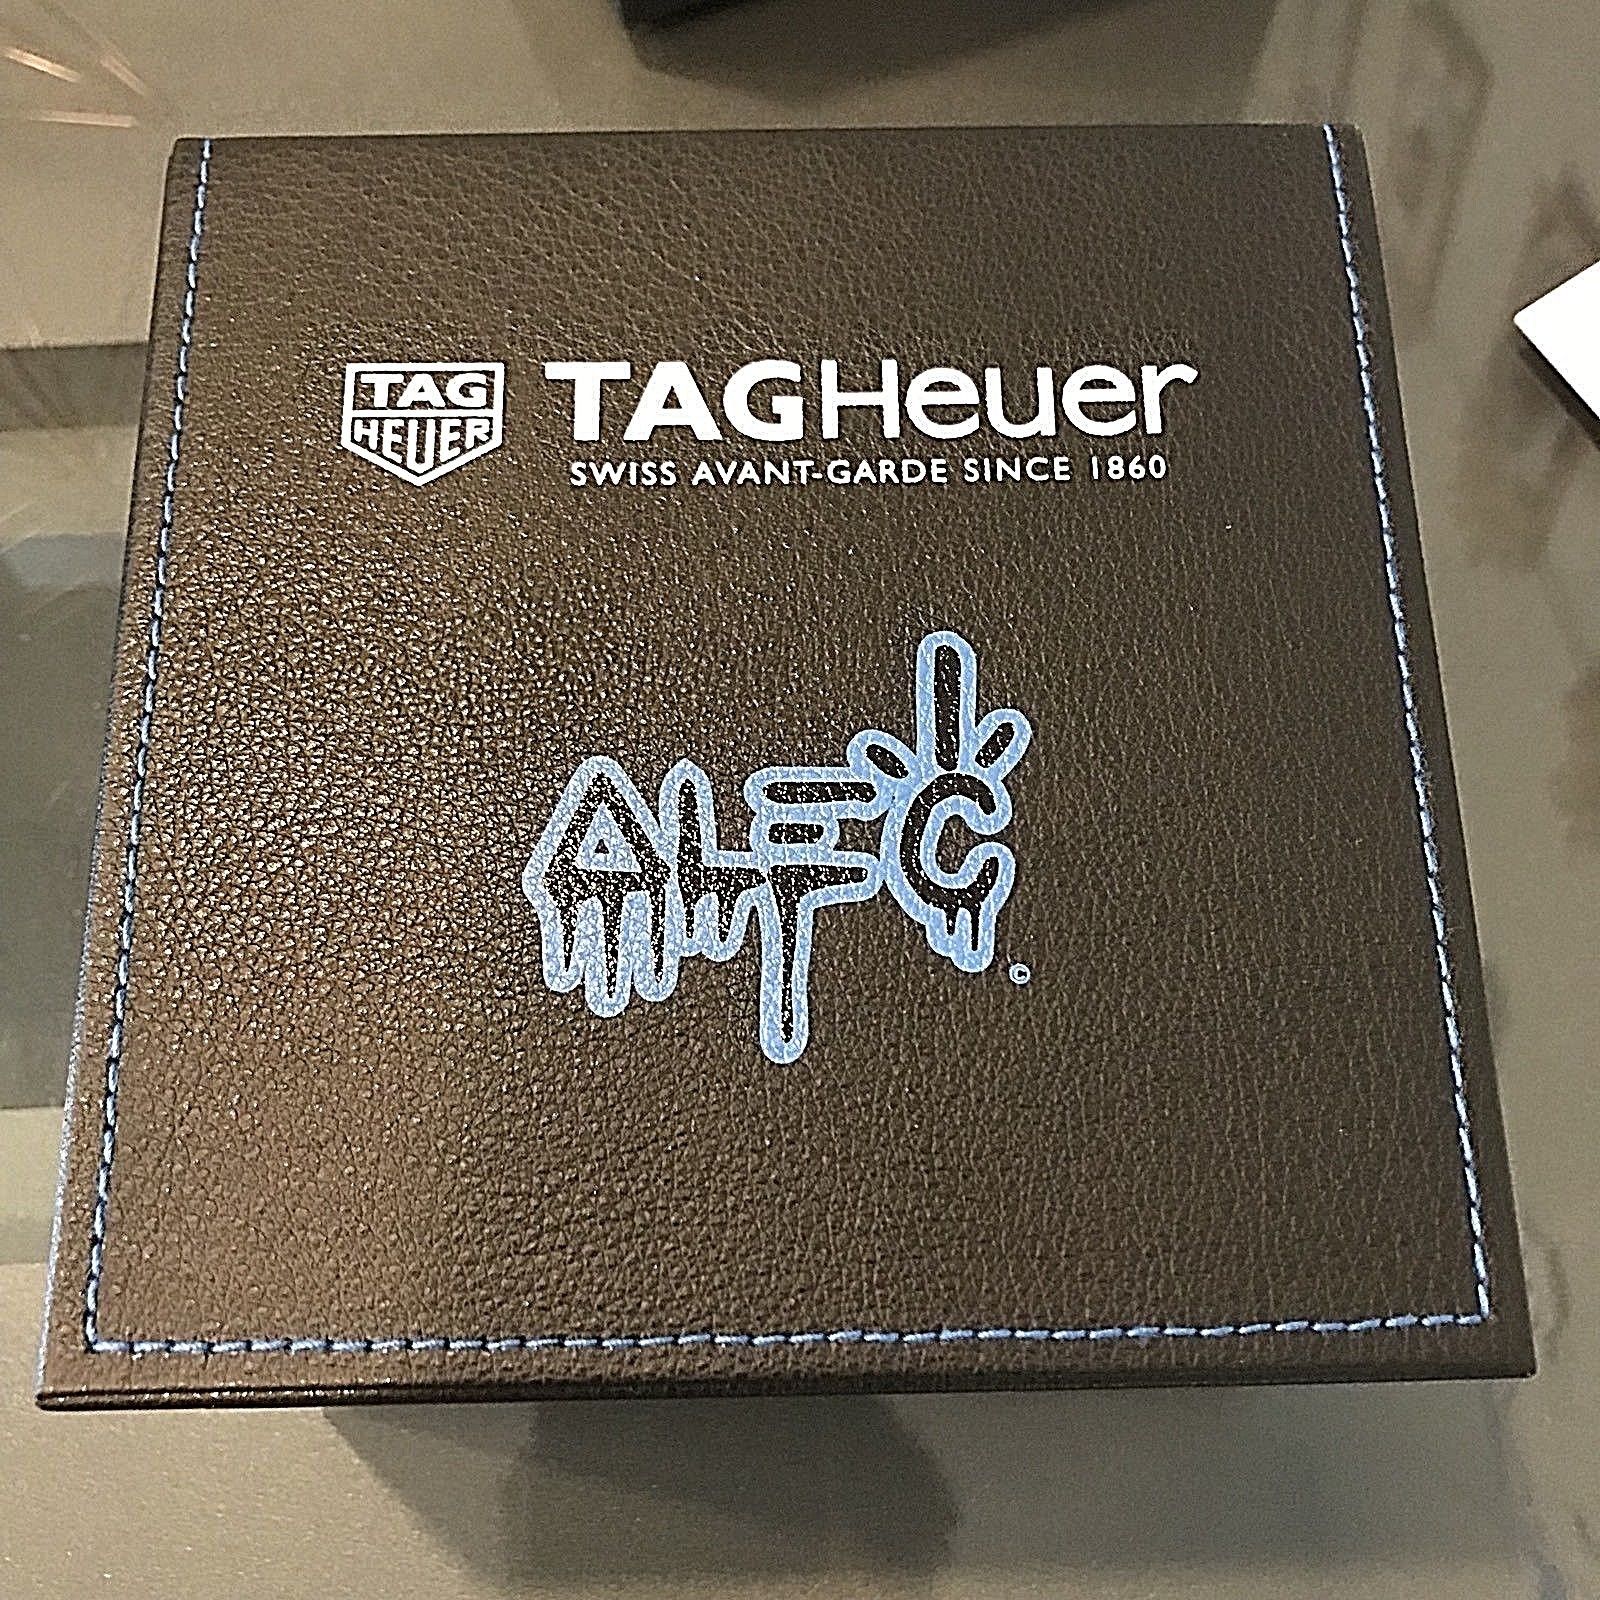 TAG
HEUER
TAGHeuer
SWISS AVANT-GARDE SINCE 1860
ALEC
©